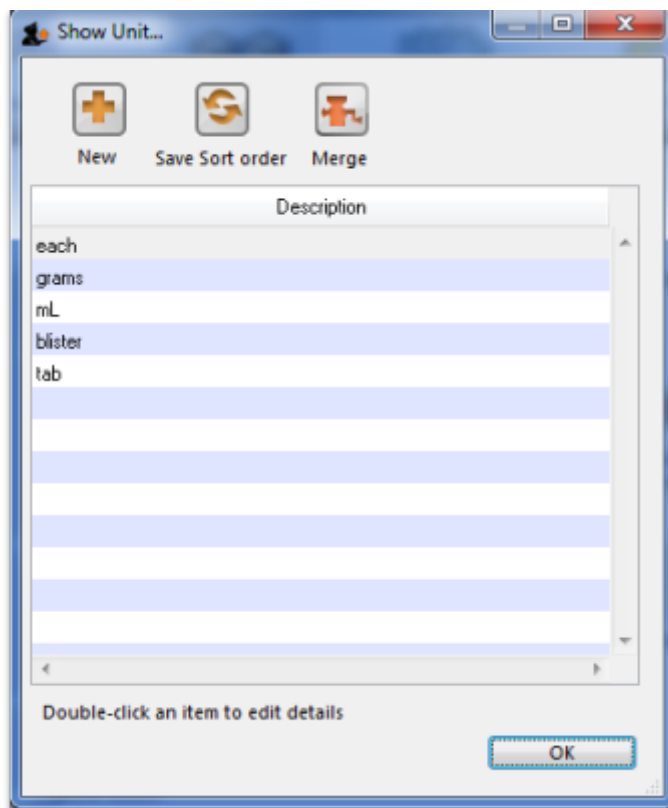 Show Unit...
New Save Sort order Merge
Description
each
grams
mL
blister
tab
Double-click an item to edit details
OK